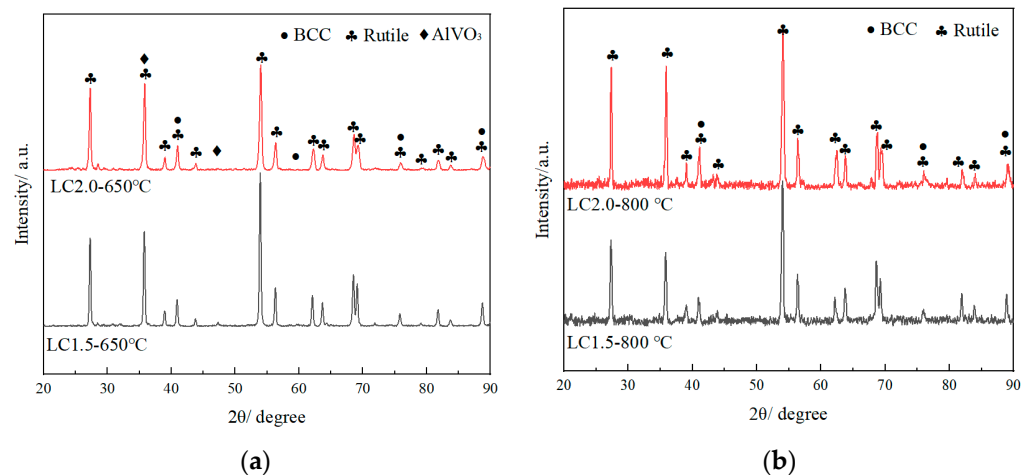 ● BCC ♣ Rutile ♦ AlVO₃
LC2.0-650℃
LC1.5-650℃
Intensity/ a.u.
20 30 40 50 60 70 80 90
2θ/ degree
(a)
● BCC ♣ Rutile
LC2.0-800 ℃
LC1.5-800 ℃
Intensity/a.u.
20 30 40 50 60 70 80 90
2θ/ degree
(b)